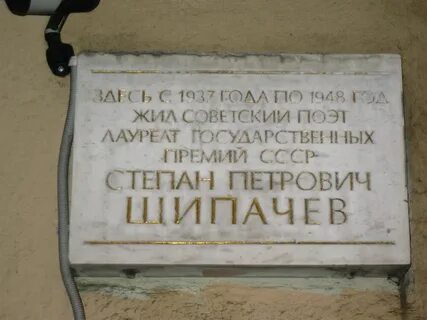 ЗДЕСЬ С 1937 ГОДА ПО 1948 ГОД
ЖИЛ СОВЕТСКИЙ ПОЭТ
ЛАУРЕАТ ГОСУДАРСТВЕННЫХ
ПРЕМИЙ СССР
СТЕПАН ПЕТРОВИЧ
ЩИПАЧЕВ